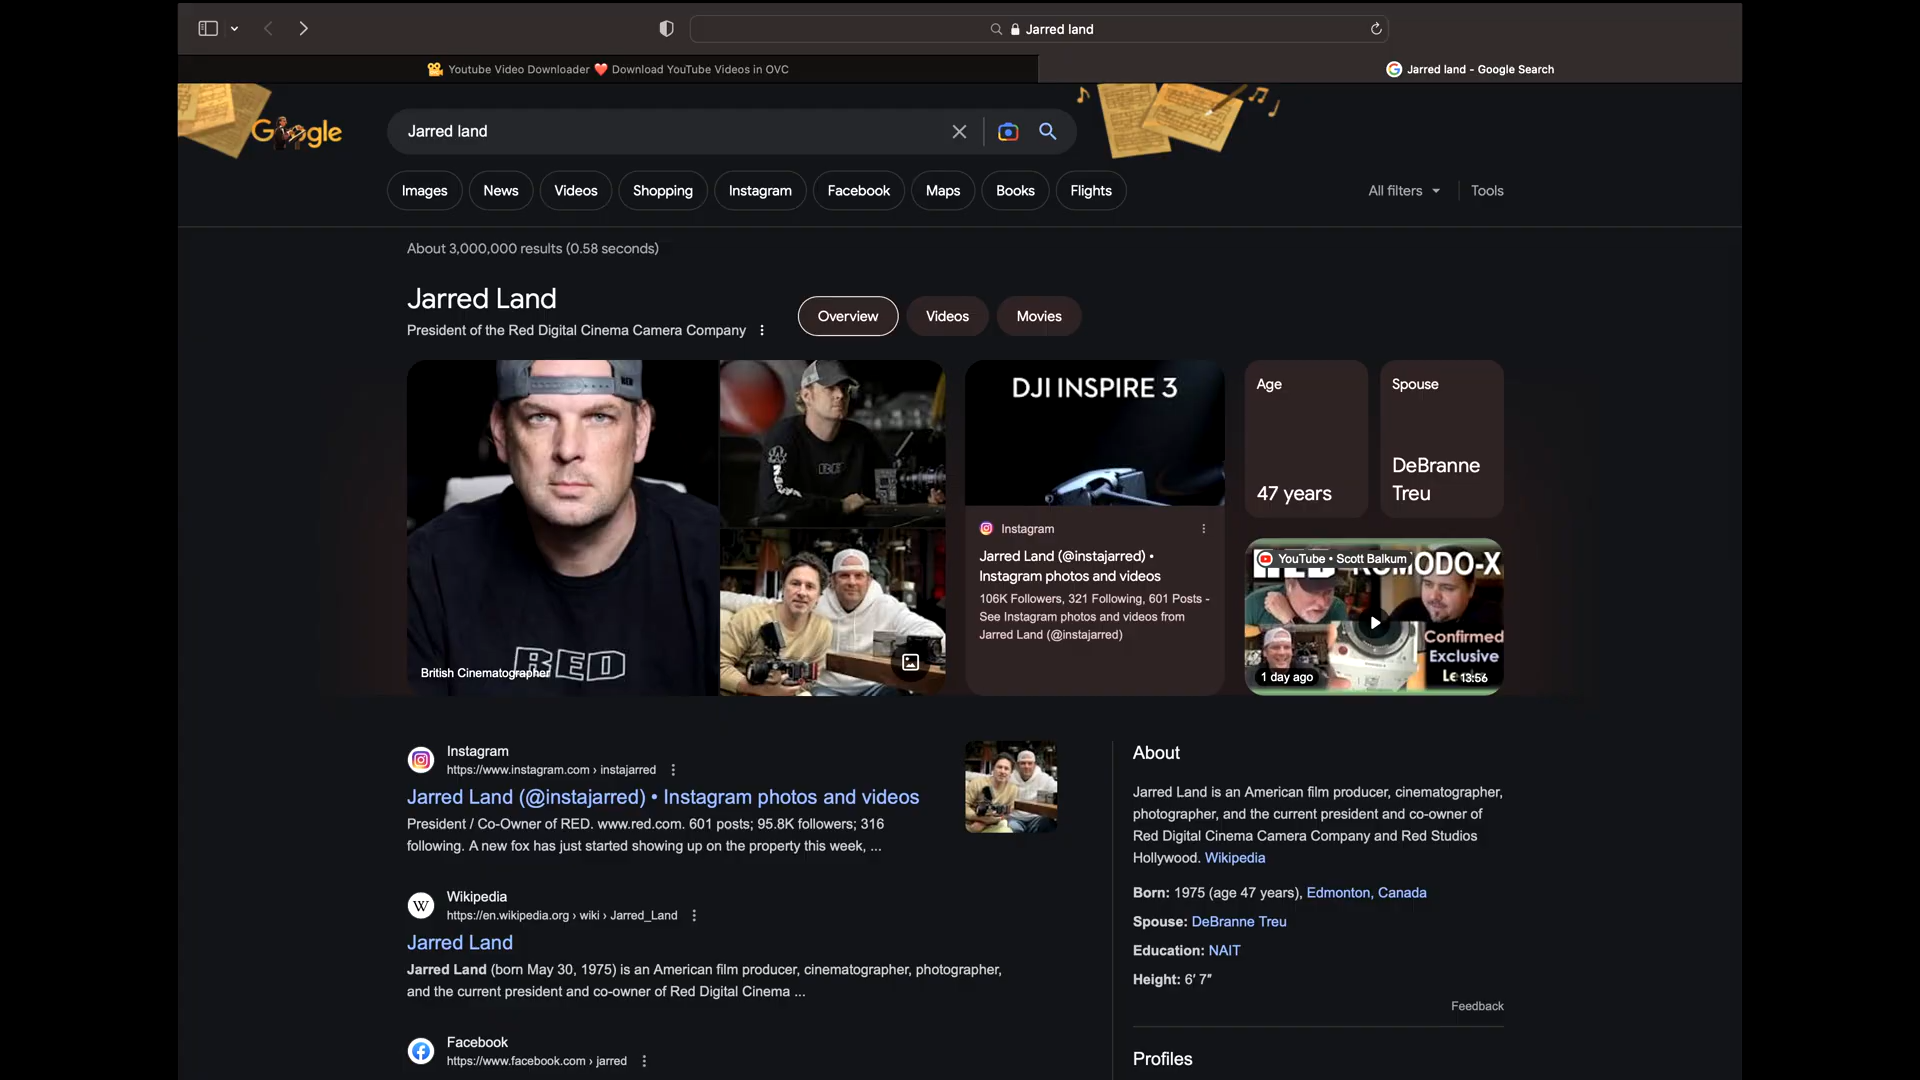 Jarred land
Youtube Video Downloader ❤️ Download YouTube Videos in OVC
Jarred land - Google Search
Google
Jarred land
Images
News
Videos
Shopping
Instagram
Facebook
Maps
Books
Flights
All filters
Tools
About 3,000,000 results (0.58 seconds)
Jarred Land
President of the Red Digital Cinema Camera Company
Overview
Videos
Movies
RED
British Cinematographer
DJI INSPIRE 3
Instagram
Jarred Land (@instajarred) •
Instagram photos and videos
106K Followers, 321 Following, 601 Posts -
See Instagram photos and videos from
Jarred Land (@instajarred)
Age
47 years
Spouse
DeBranne
Treu
YouTube • Scott Balkum
RED KOMODO-X
Confirmed
Exclusive
1 day ago
13:56
Instagram
https://www.instagram.com › instajarred
Jarred Land (@instajarred) • Instagram photos and videos
President / Co-Owner of RED. www.red.com. 601 posts; 95.8K followers; 316
following. A new fox has just started showing up on the property this week, ...
Wikipedia
https://en.wikipedia.org › wiki › Jarred_Land
Jarred Land
Jarred Land (born May 30, 1975) is an American film producer, cinematographer, photographer,
and the current president and co-owner of Red Digital Cinema ...
Facebook
https://www.facebook.com › jarred
About
Jarred Land is an American film producer, cinematographer,
photographer, and the current president and co-owner of
Red Digital Cinema Camera Company and Red Studios
Hollywood. Wikipedia
Born: 1975 (age 47 years), Edmonton, Canada
Spouse: DeBranne Treu
Education: NAIT
Height: 6′ 7″
Feedback
Profiles